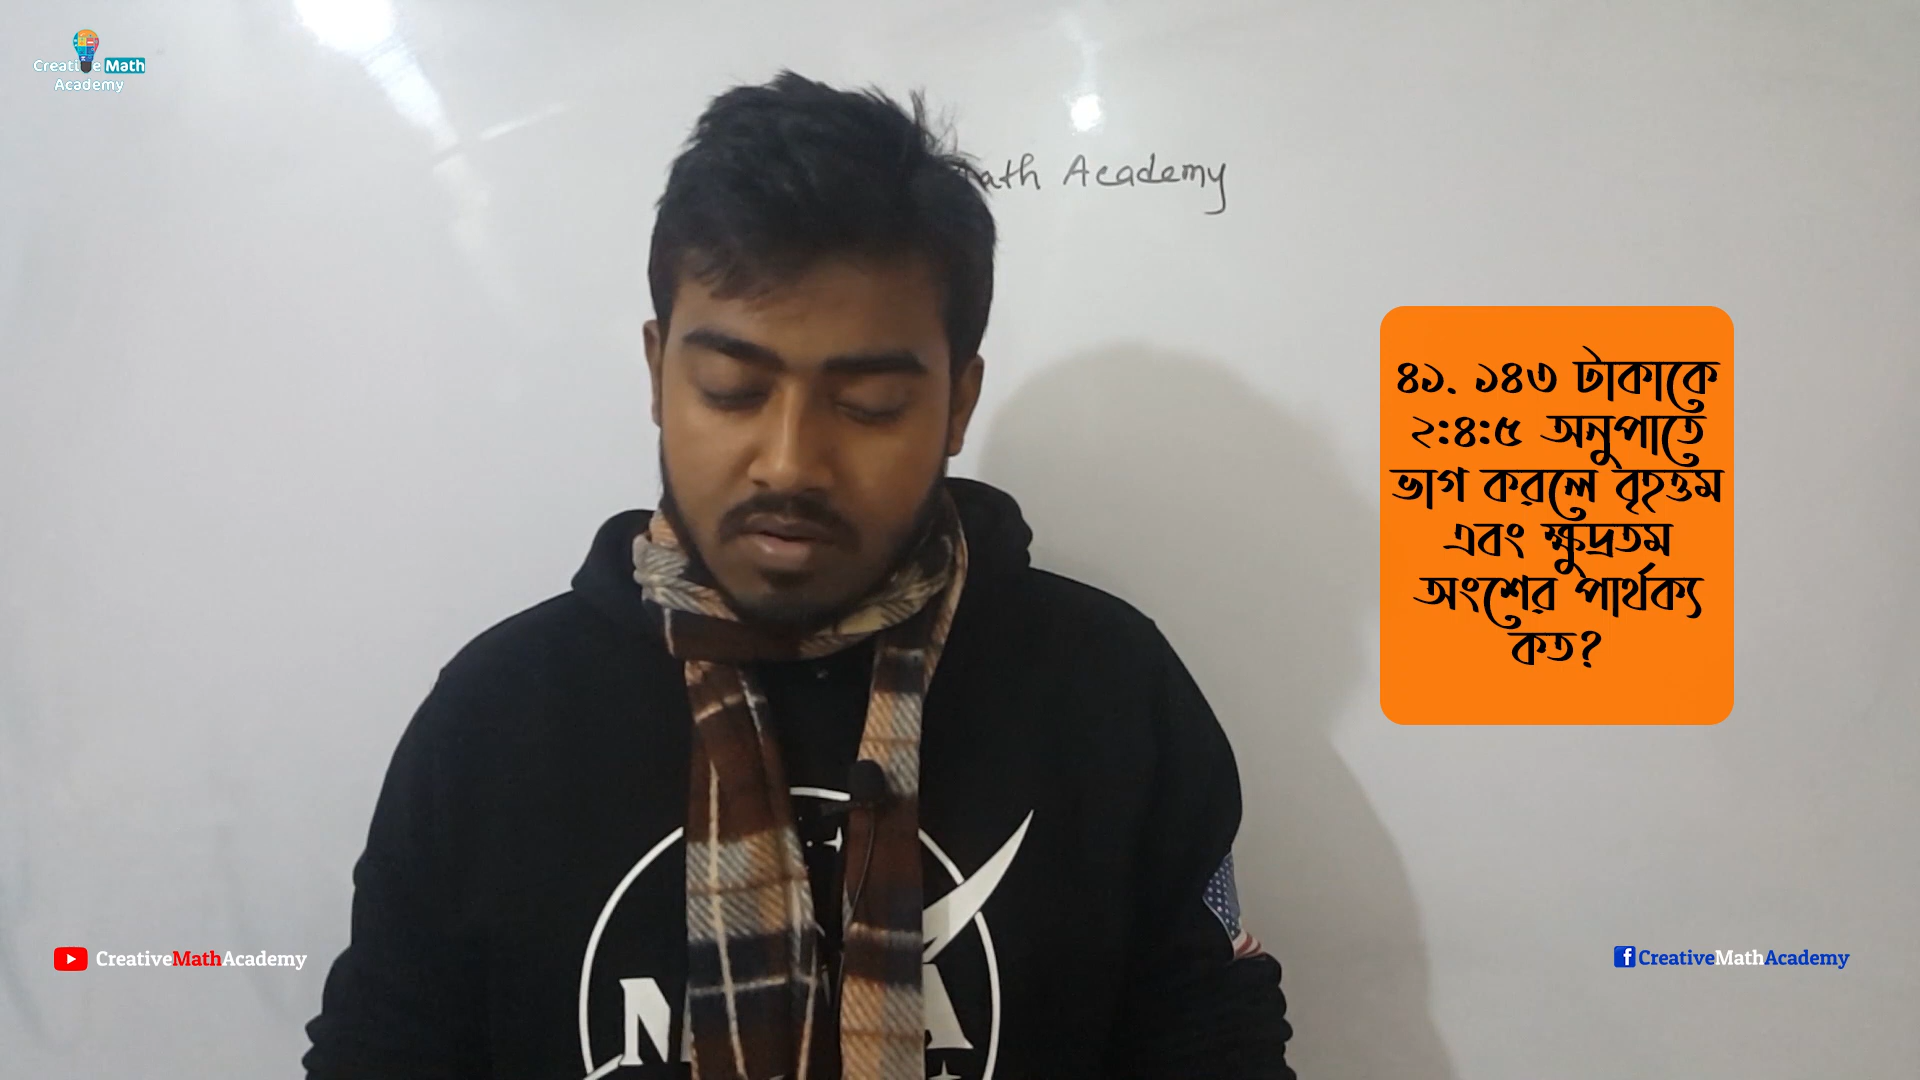 Creative Math
Academy
ath Academy
৪১. ১৪৩ টাকাকে
২:৪:৫ অনুপাতে
ভাগ করলে বৃহত্তম
এবং ক্ষুদ্রতম
অংশের পার্থক্য
কত?
CreativeMathAcademy
CreativeMathAcademy